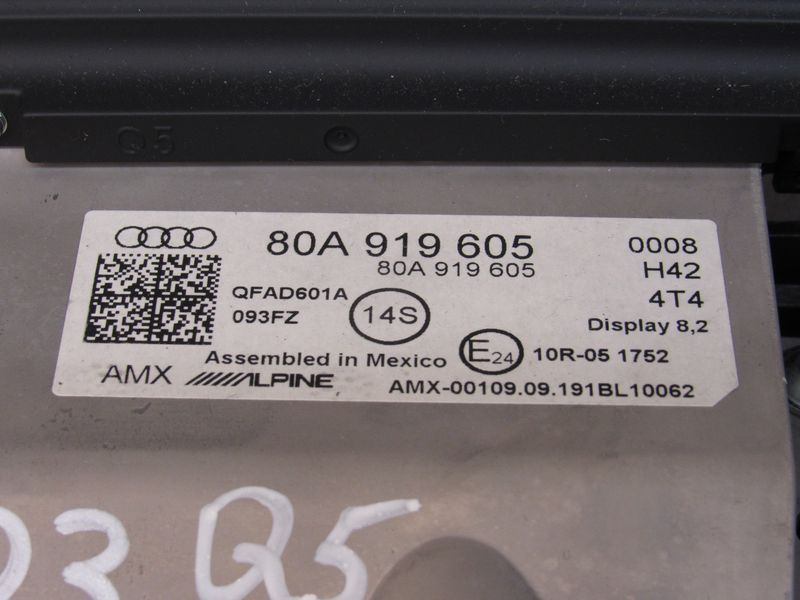 Q5
80A 919 605
80A 919 605
0008
H42
4T4
Display 8,2
QFAD601A
093FZ
14S
Assembled in Mexico
E24
10R-05 1752
AMX
ALPINE
AMX-00109.09.191BL10062
03 Q5